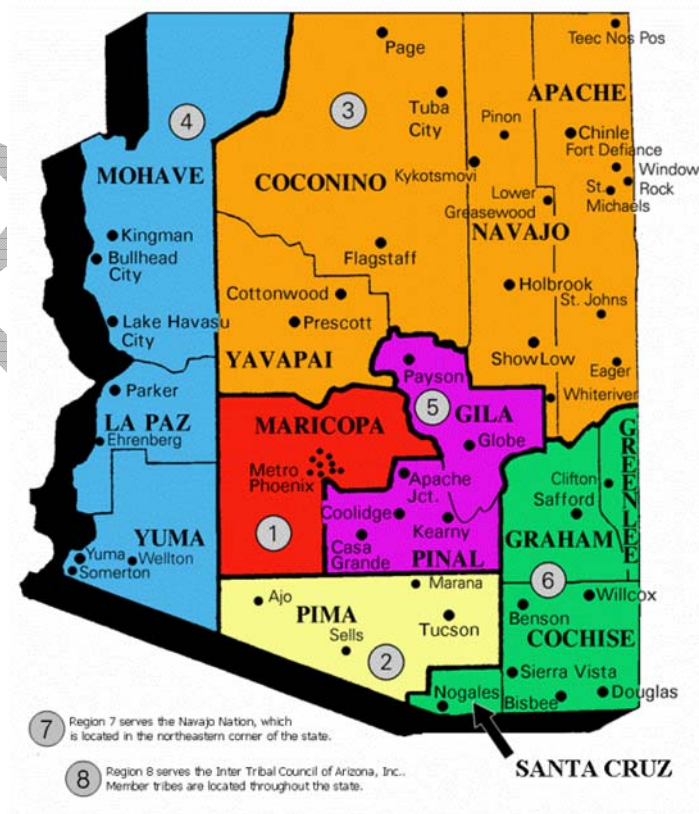 Page
Teec Nos Pos
3
4
Tuba
City
APACHE
Pinon
Chinle
Fort Defiance
Window
Rock
St.
Michaels
MOHAVE
COCONINO
Kykotsmovi
Lower
Greasewood
NAVAJO
Kingman
Bullhead
City
Flagstaff
Holbrook
St. Johns
Cottonwood
Prescott
Lake Havasu
City
YAVAPAI
Show Low
Eager
Payson
Whiteriver
Parker
5
GILA
LA PAZ
Ehrenberg
MARICOPA
Globe
GREENLEE
Metro
Phoenix
Apache
Jct.
Clifton
Safford
Coolidge
Kearny
YUMA
1
Casa
Grande
PINAL
GRAHAM
Yuma
Wellton
Somerton
6
Marana
Willcox
Ajo
PIMA
Benson
Tucson
Sells
COCHISE
2
Sierra Vista
Nogales
Bisbee
Douglas
7
Region 7 serves the Navajo Nation, which
is located in the northeastern corner of the state.
8
Region 8 serves the Inter Tribal Council of Arizona, Inc..
Member tribes are located throughout the state.
SANTA CRUZ